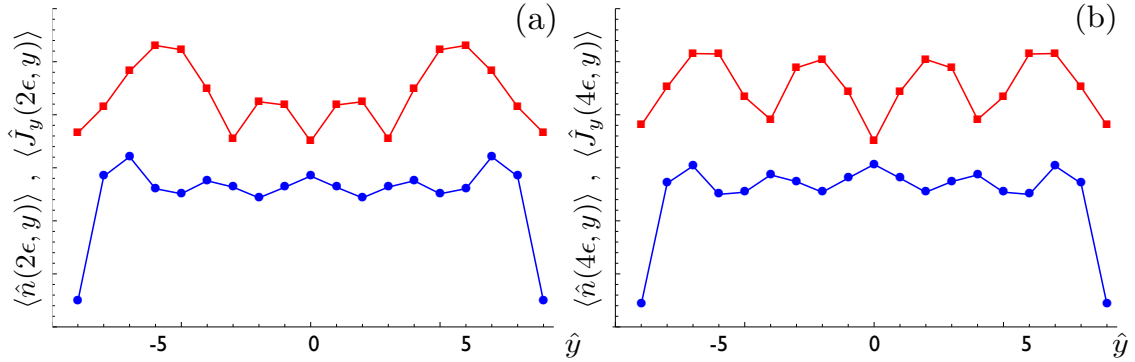 (a)
⟨n̂(2ϵ, y)⟩ , ⟨Ĵ_y(2ϵ, y)⟩
-5 0 5 ŷ
(b)
⟨n̂(4ϵ, y)⟩ , ⟨Ĵ_y(4ϵ, y)⟩
-5 0 5 ŷ